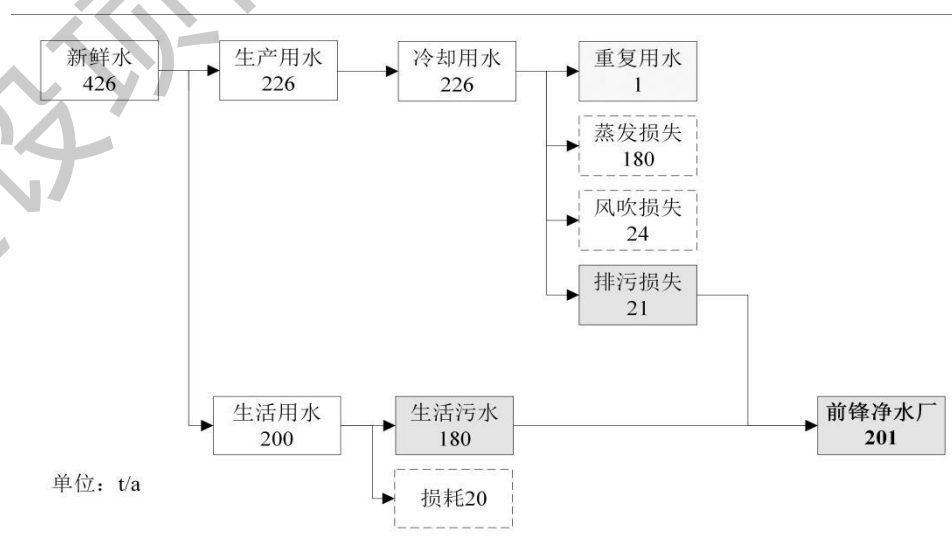 新鲜水
426
生产用水
226
冷却用水
226
重复用水
1
蒸发损失
180
风吹损失
24
排污损失
21
生活用水
200
生活污水
180
前锋净水厂
201
损耗20
单位：t/a
设项